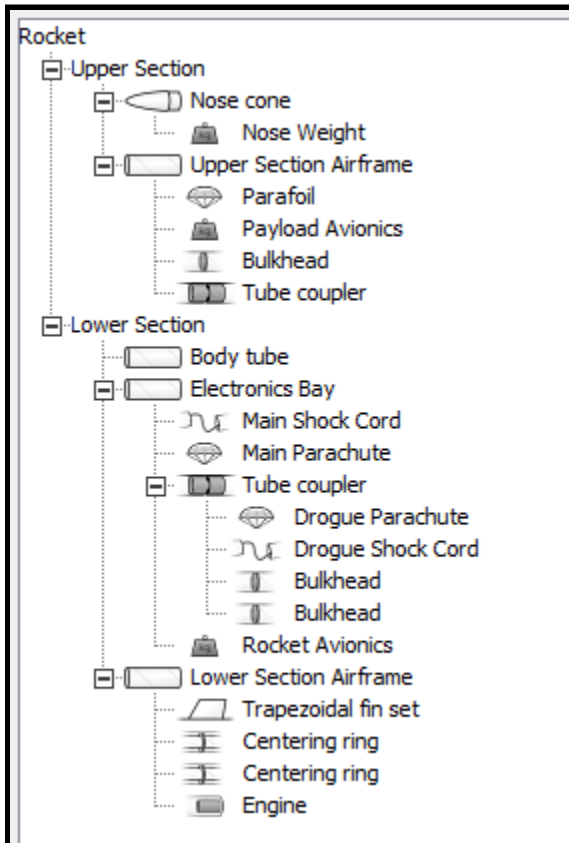 Rocket
Upper Section
Nose cone
Nose Weight
Upper Section Airframe
Parafoil
Payload Avionics
Bulkhead
Tube coupler
Lower Section
Body tube
Electronics Bay
Main Shock Cord
Main Parachute
Tube coupler
Drogue Parachute
Drogue Shock Cord
Bulkhead
Bulkhead
Rocket Avionics
Lower Section Airframe
Trapezoidal fin set
Centering ring
Centering ring
Engine